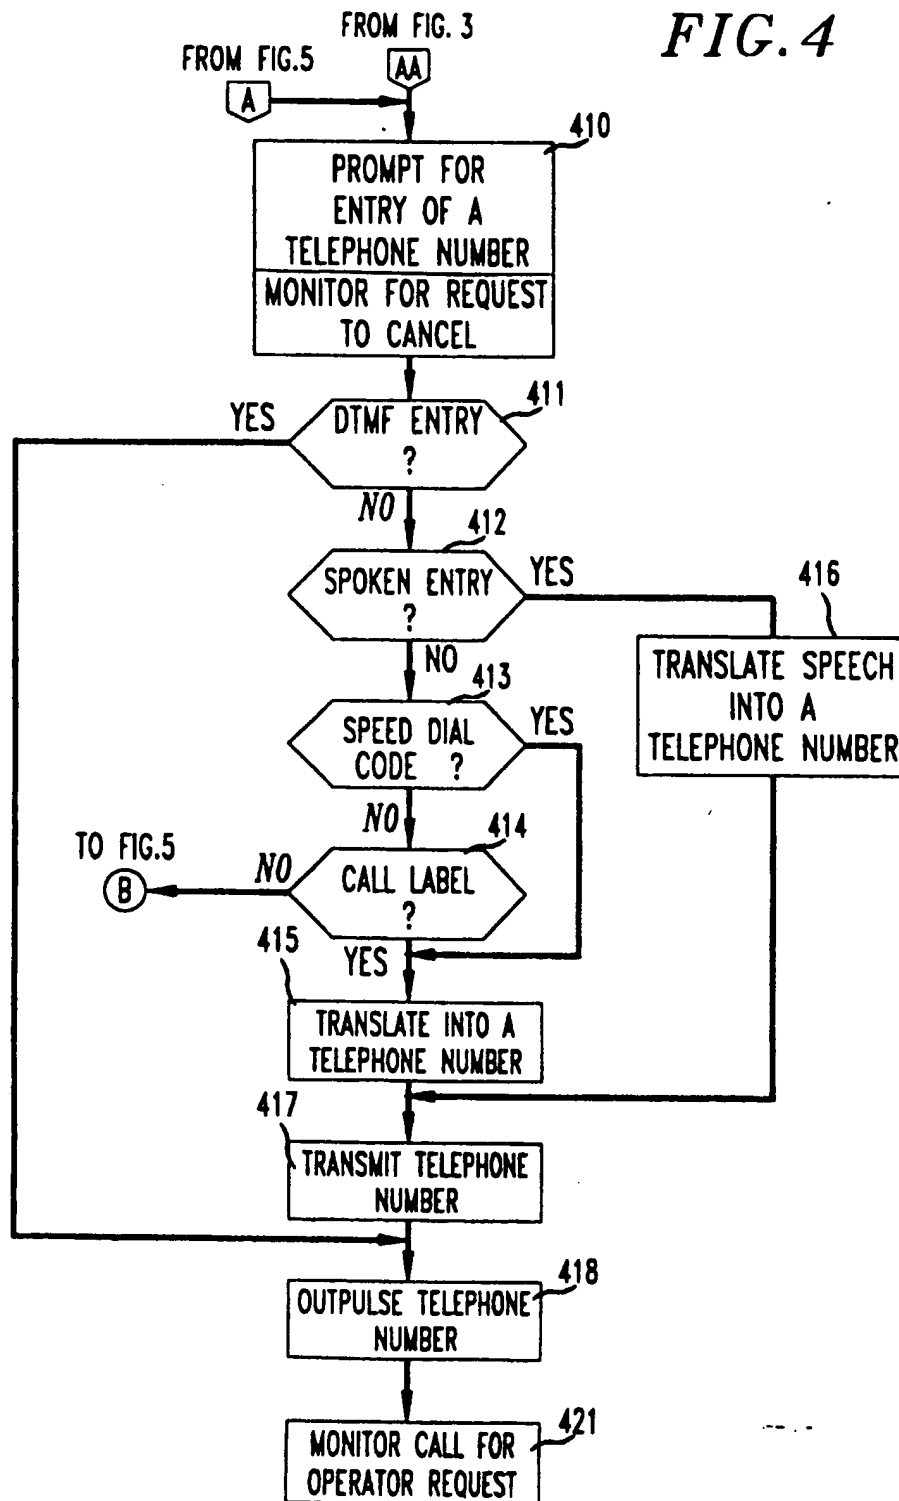 FROM FIG. 3
FIG. 4
FROM FIG.5
AA
A
410
PROMPT FOR
ENTRY OF A
TELEPHONE NUMBER
MONITOR FOR REQUEST
TO CANCEL
411
YES
DTMF ENTRY
?
NO
412
SPOKEN ENTRY
?
YES
416
NO
413
TRANSLATE SPEECH
INTO A
TELEPHONE NUMBER
SPEED DIAL
CODE ?
YES
NO
414
TO FIG.5
B
NO
CALL LABEL
?
415
YES
TRANSLATE INTO A
TELEPHONE NUMBER
417
TRANSMIT TELEPHONE
NUMBER
418
OUTPULSE TELEPHONE
NUMBER
421
MONITOR CALL FOR
OPERATOR REQUEST